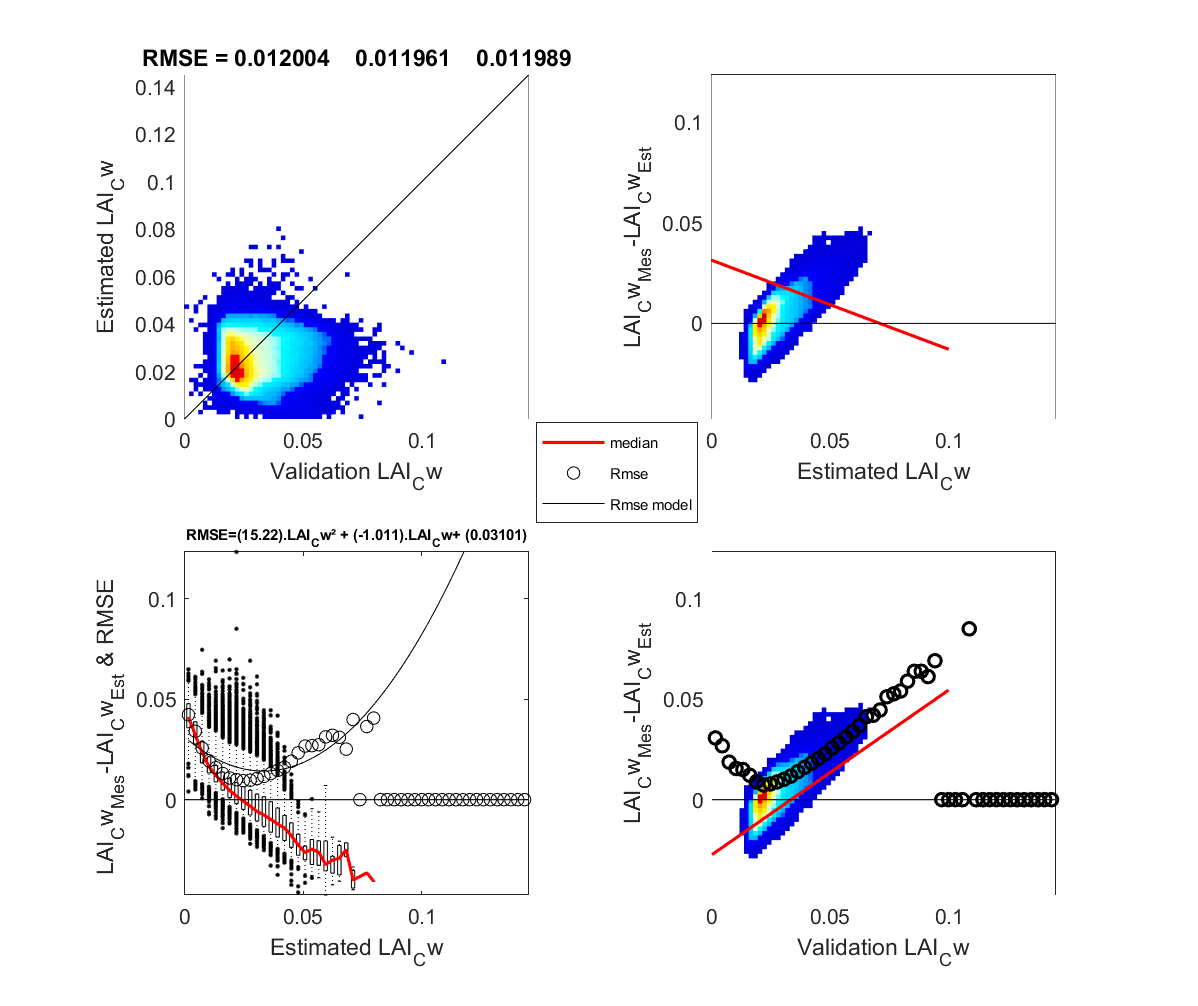 RMSE = 0.012004 0.011961 0.011989
0.14
0.12
0.1
0.08
0.06
0.04
0.02
0
0 0.05 0.1
Estimated LAI_Cw
Validation LAI_Cw
0.1
0.05
0
0 0.05 0.1
LAI_Cw_Mes-LAI_Cw_Est
Estimated LAI_Cw
median
Rmse
Rmse model
RMSE=(15.22).LAI_Cw² + (-1.011).LAI_Cw+ (0.03101)
0.1
0.05
0
0 0.05 0.1
LAI_Cw_Mes-LAI_Cw_Est & RMSE
Estimated LAI_Cw
0.1
0.05
0
0 0.05 0.1
LAI_Cw_Mes-LAI_Cw_Est
Validation LAI_Cw